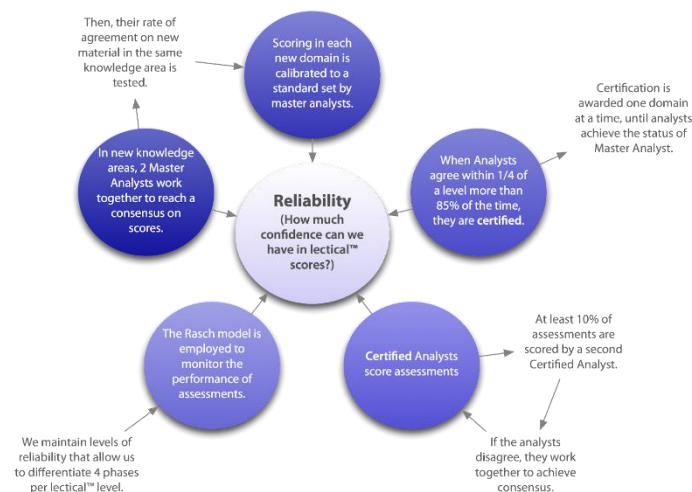 Then, their rate of
agreement on new
material in the same
knowledge area is
tested.
Scoring in each
new domain is
calibrated to a
standard set by
master analysts.
Certification is
awarded one domain
at a time, until analysts
achieve the status of
Master Analyst.
In new knowledge
areas, 2 Master
Analysts work
together to reach a
consensus on
scores.
Reliability
(How much
confidence can we
have in lectical™
scores?)
When Analysts
agree within 1/4 of
a level more than
85% of the time,
they are certified.
The Rasch model is
employed to
monitor the
performance of
assessments.
Certified Analysts
score assessments
At least 10% of
assessments are
scored by a second
Certified Analyst.
We maintain levels of
reliability that allow us
to differentiate 4 phases
per lectical™ level.
If the analysts
disagree, they work
together to achieve
consensus.